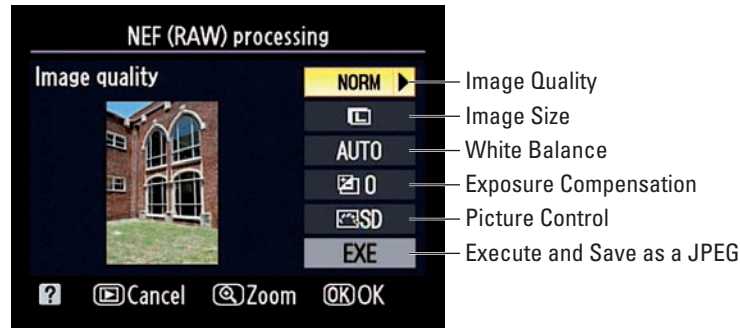 NEF (RAW) processing
Image quality
NORM
Image Quality
L
Image Size
AUTO
White Balance
0
Exposure Compensation
SD
Picture Control
EXE
Execute and Save as a JPEG
? Cancel Zoom OK OK